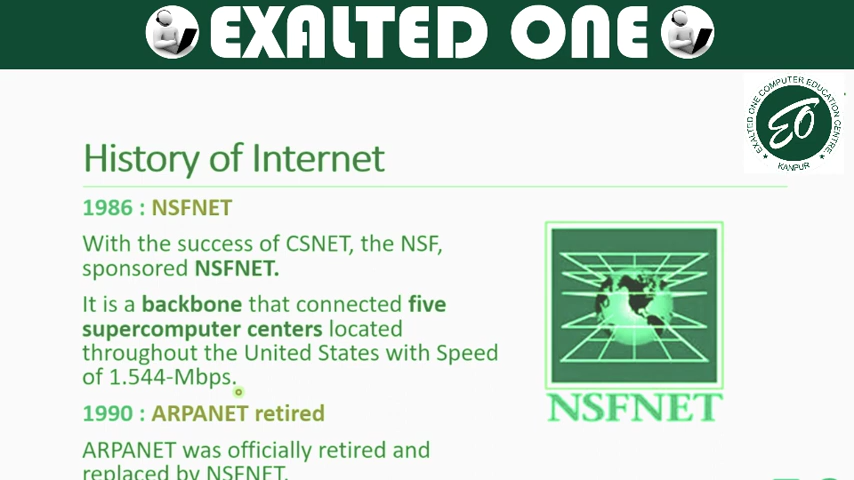 EXALTED ONE
EXALTED ONE COMPUTER EDUCATION CENTRE
EO
KANPUR
History of Internet
1986 : NSFNET
With the success of CSNET, the NSF,
sponsored NSFNET.
It is a backbone that connected five
supercomputer centers located
throughout the United States with Speed
of 1.544-Mbps.
NSFNET
1990 : ARPANET retired
ARPANET was officially retired and
replaced by NSFNET.